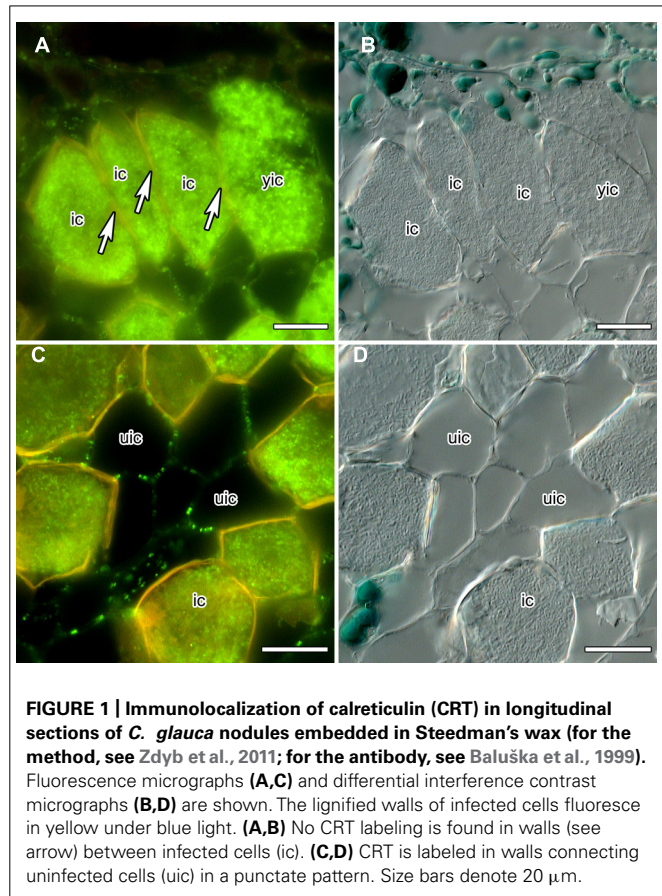 A
B
ic
ic
ic
yic
ic
ic
ic
yic
C
D
uic
uic
ic
uic
uic
ic
FIGURE 1 | Immunolocalization of calreticulin (CRT) in longitudinal
sections of C. glauca nodules embedded in Steedman's wax (for the
method, see Zdyb et al., 2011; for the antibody, see Baluška et al., 1999).
Fluorescence micrographs (A,C) and differential interference contrast
micrographs (B,D) are shown. The lignified walls of infected cells fluoresce
in yellow under blue light. (A,B) No CRT labeling is found in walls (see
arrow) between infected cells (ic). (C,D) CRT is labeled in walls connecting
uninfected cells (uic) in a punctate pattern. Size bars denote 20 μm.